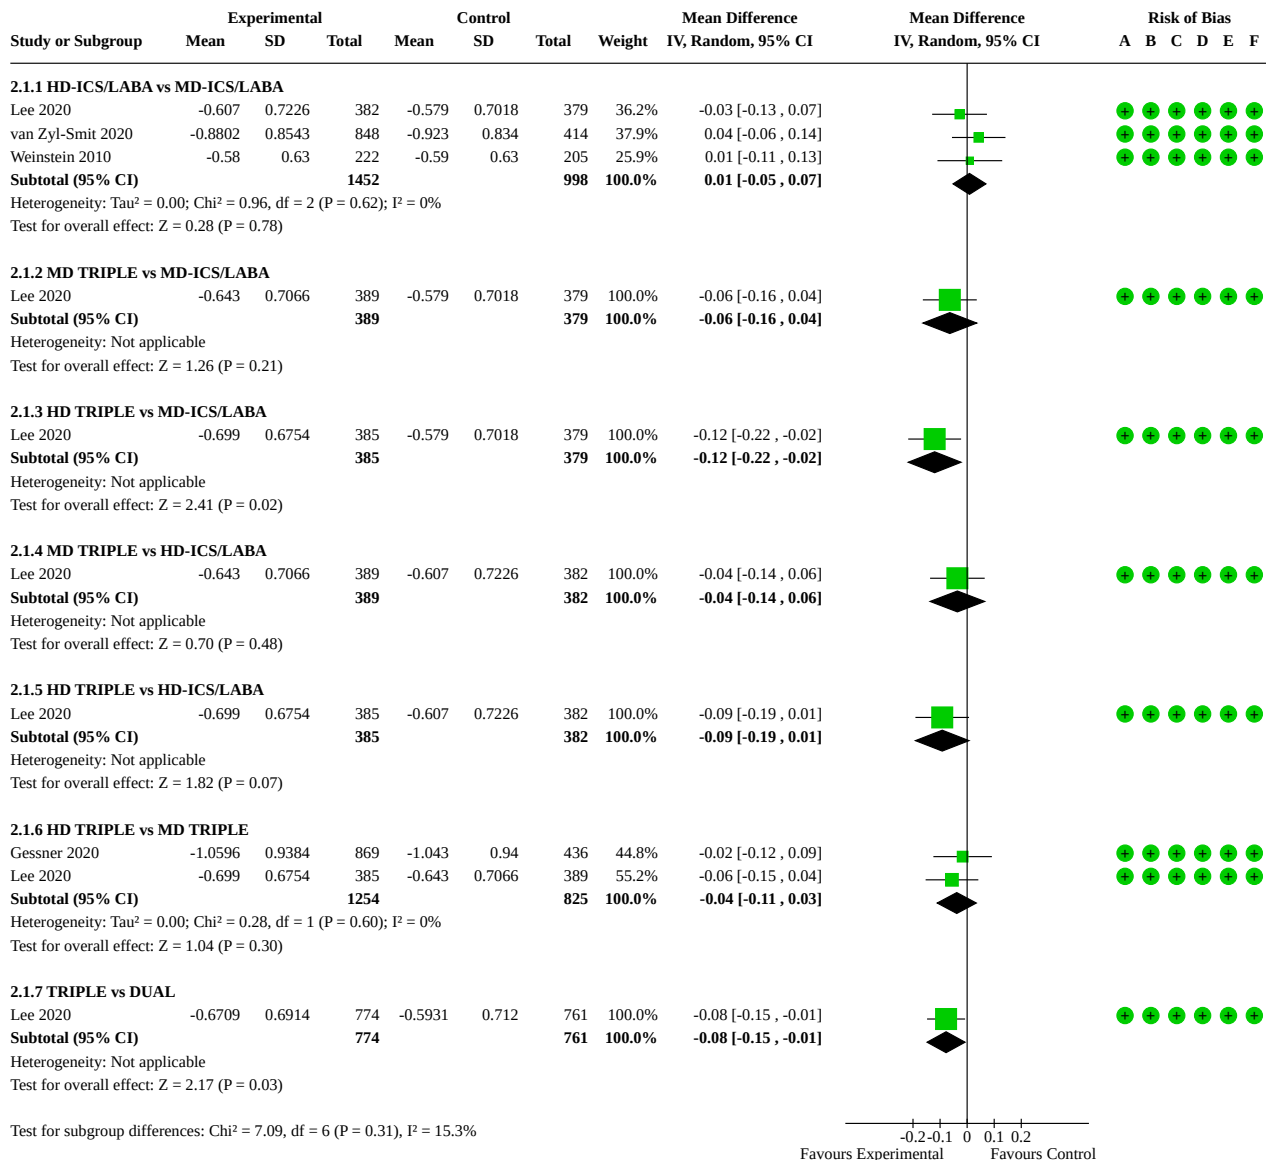 Experimental Control Mean Difference Mean Difference Risk of Bias
Study or Subgroup Mean SD Total Mean SD Total Weight IV, Random, 95% CI IV, Random, 95% CI A B C D E F
2.1.1 HD-ICS/LABA vs MD-ICS/LABA
Lee 2020 -0.607 0.7226 382 -0.579 0.7018 379 36.2% -0.03 [-0.13 , 0.07] + + + + + +
van Zyl-Smit 2020 -0.8802 0.8543 848 -0.923 0.834 414 37.9% 0.04 [-0.06 , 0.14] + + + + + +
Weinstein 2010 -0.58 0.63 222 -0.59 0.63 205 25.9% 0.01 [-0.11 , 0.13] + + + + + +
Subtotal (95% CI) 1452 998 100.0% 0.01 [-0.05 , 0.07]
Heterogeneity: Tau² = 0.00; Chi² = 0.96, df = 2 (P = 0.62); I² = 0%
Test for overall effect: Z = 0.28 (P = 0.78)
2.1.2 MD TRIPLE vs MD-ICS/LABA
Lee 2020 -0.643 0.7066 389 -0.579 0.7018 379 100.0% -0.06 [-0.16 , 0.04] + + + + + +
Subtotal (95% CI) 389 379 100.0% -0.06 [-0.16 , 0.04]
Heterogeneity: Not applicable
Test for overall effect: Z = 1.26 (P = 0.21)
2.1.3 HD TRIPLE vs MD-ICS/LABA
Lee 2020 -0.699 0.6754 385 -0.579 0.7018 379 100.0% -0.12 [-0.22 , -0.02] + + + + + +
Subtotal (95% CI) 385 379 100.0% -0.12 [-0.22 , -0.02]
Heterogeneity: Not applicable
Test for overall effect: Z = 2.41 (P = 0.02)
2.1.4 MD TRIPLE vs HD-ICS/LABA
Lee 2020 -0.643 0.7066 389 -0.607 0.7226 382 100.0% -0.04 [-0.14 , 0.06] + + + + + +
Subtotal (95% CI) 389 382 100.0% -0.04 [-0.14 , 0.06]
Heterogeneity: Not applicable
Test for overall effect: Z = 0.70 (P = 0.48)
2.1.5 HD TRIPLE vs HD-ICS/LABA
Lee 2020 -0.699 0.6754 385 -0.607 0.7226 382 100.0% -0.09 [-0.19 , 0.01] + + + + + +
Subtotal (95% CI) 385 382 100.0% -0.09 [-0.19 , 0.01]
Heterogeneity: Not applicable
Test for overall effect: Z = 1.82 (P = 0.07)
2.1.6 HD TRIPLE vs MD TRIPLE
Gessner 2020 -1.0596 0.9384 869 -1.043 0.94 436 44.8% -0.02 [-0.12 , 0.09] + + + + + +
Lee 2020 -0.699 0.6754 385 -0.643 0.7066 389 55.2% -0.06 [-0.15 , 0.04] + + + + + +
Subtotal (95% CI) 1254 825 100.0% -0.04 [-0.11 , 0.03]
Heterogeneity: Tau² = 0.00; Chi² = 0.28, df = 1 (P = 0.60); I² = 0%
Test for overall effect: Z = 1.04 (P = 0.30)
2.1.7 TRIPLE vs DUAL
Lee 2020 -0.6709 0.6914 774 -0.5931 0.712 761 100.0% -0.08 [-0.15 , -0.01] + + + + + +
Subtotal (95% CI) 774 761 100.0% -0.08 [-0.15 , -0.01]
Heterogeneity: Not applicable
Test for overall effect: Z = 2.17 (P = 0.03)
Test for subgroup differences: Chi² = 7.09, df = 6 (P = 0.31), I² = 15.3%
-0.2 -0.1 0 0.1 0.2
Favours Experimental Favours Control